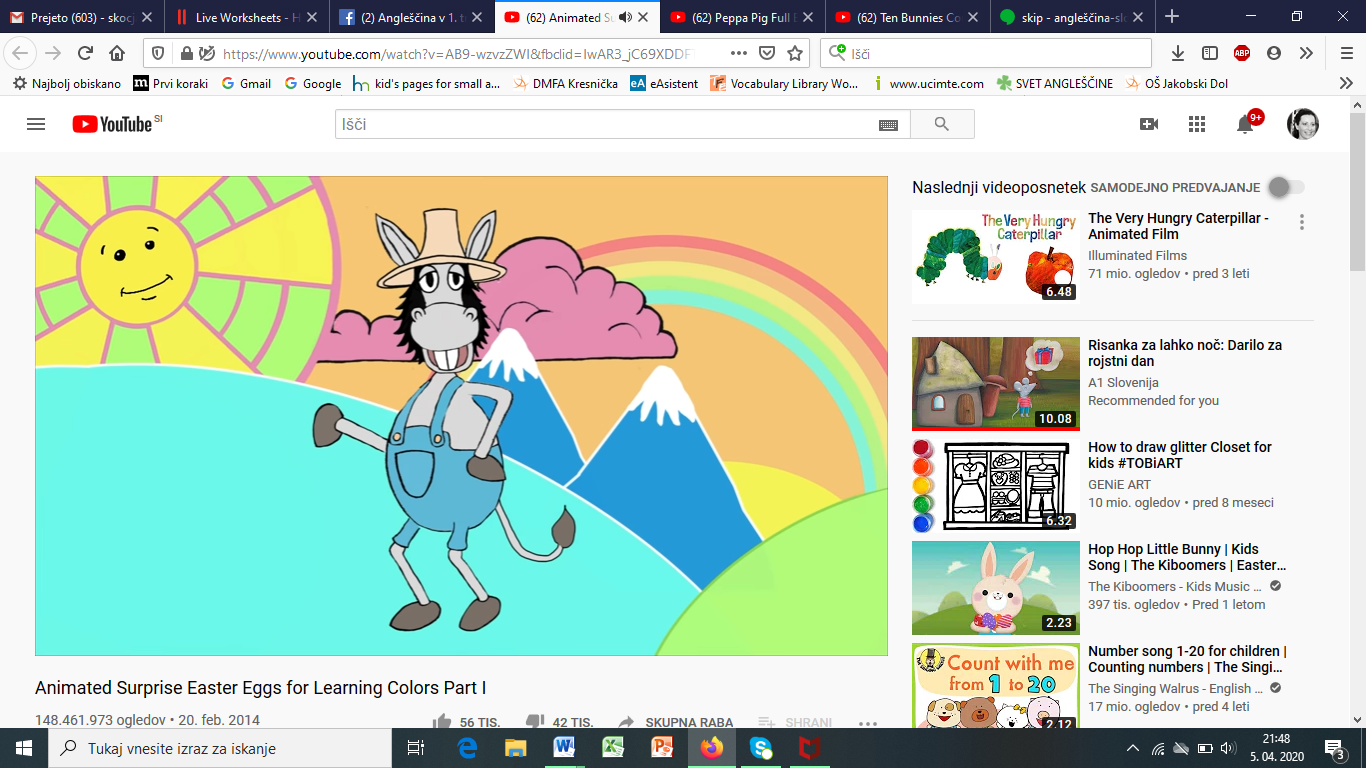 Prejeto (603) - skocj
Live Worksheets - H
(2) Angleščina v 1. t
(62) Animated Su
(62) Peppa Pig Full E
(62) Ten Bunnies Co
skip - angleščina-slo
https://www.youtube.com/watch?v=AB9-wzvzZWI&fbclid=IwAR3_jC69XDDF
Išči
ABP
Najbolj obiskano
m Prvi koraki
G Gmail
G Google
kid's pages for small a...
DMFA Kresnička
eA eAsistent
Vocabulary Library Wo...
www.ucimte.com
SVET ANGLEŠČINE
OŠ Jakobski Dol
YouTube SI
Išči
9+
Animated Surprise Easter Eggs for Learning Colors Part I
148.461.973 ogledov • 20. feb. 2014
56 TIS.
42 TIS.
SKUPNA RABA
SHRANI
Naslednji videoposnetek
SAMODEJNO PREDVAJANJE
The Very Hungry
Caterpillar
6.48
The Very Hungry Caterpillar -
Animated Film
Illuminated Films
71 mio. ogledov • pred 3 leti
10.08
Risanka za lahko noč: Darilo za
rojstni dan
A1 Slovenija
Recommended for you
6.32
How to draw glitter Closet for
kids #TOBiART
GENiE ART
10 mio. ogledov • pred 8 meseci
2.23
Hop Hop Little Bunny | Kids
Song | The Kiboomers | Easter...
The Kiboomers - Kids Music ...
397 tis. ogledov • Pred 1 letom
Count with me
from 1 to 20
2.12
Number song 1-20 for children |
Counting numbers | The Singi...
The Singing Walrus - English ...
17 mio. ogledov • pred 4 leti
Tukaj vnesite izraz za iskanje
21:48
5. 04. 2020
3